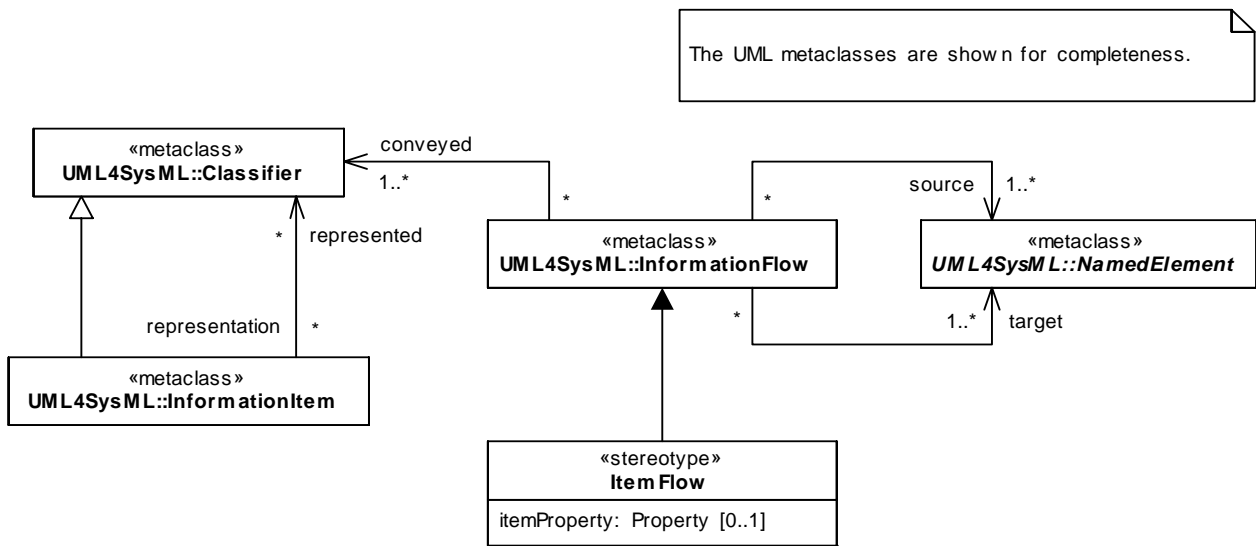 The UML metaclasses are shown for completeness.
«metaclass»
UML4SysML::Classifier
conveyed
1..*
*
*
source
1..*
* represented
«metaclass»
UML4SysML::InformationFlow
«metaclass»
UML4SysML::NamedElement
representation
*
*
1..*
target
«metaclass»
UML4SysML::InformationItem
«stereotype»
ItemFlow
itemProperty: Property [0..1]